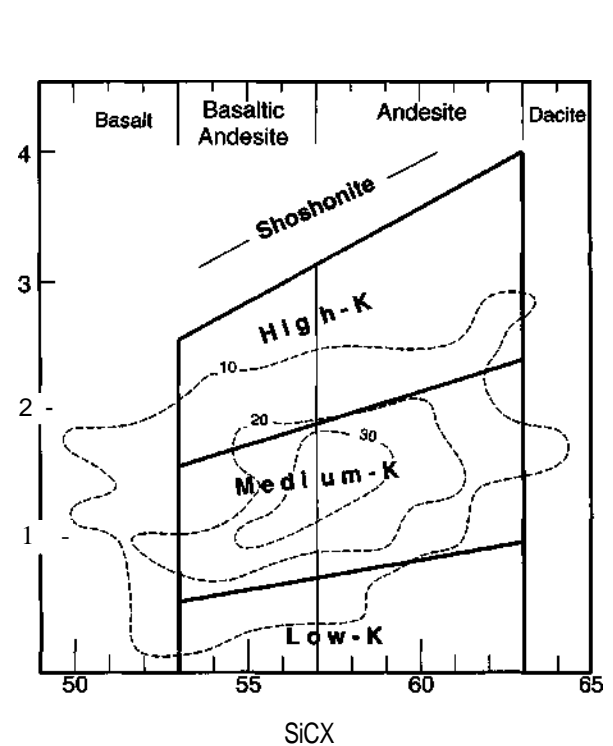 Basalt
Basaltic
Andesite
Andesite
Dacite
4
Shoshonite
3
High-K
10
2
20
30
Medium-K
1
Low-K
50
55
60
65
SiCX